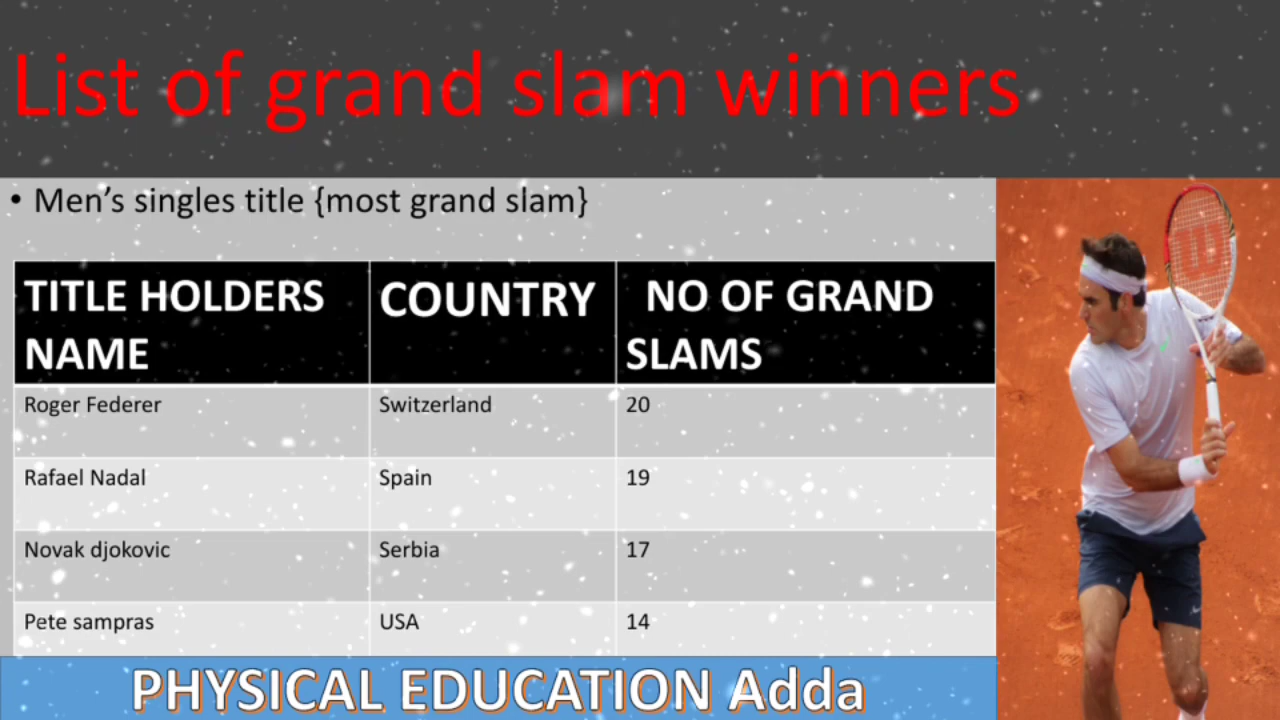 List of grand slam winners
• Men’s singles title {most grand slam}
TITLE HOLDERS NAME COUNTRY NO OF GRAND SLAMS
Roger Federer Switzerland 20
Rafael Nadal Spain 19
Novak djokovic Serbia 17
Pete sampras USA 14
PHYSICAL EDUCATION Adda